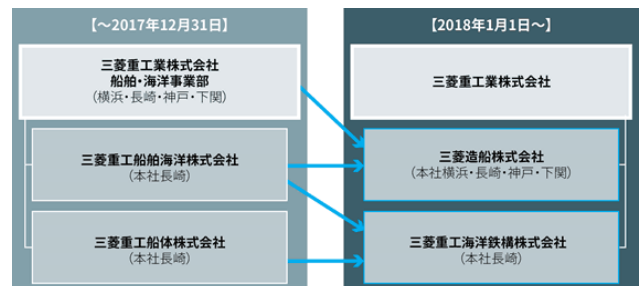 【～2017年12月31日】
三菱重工業株式会社
船舶・海洋事業部
（横浜・長崎・神戸・下関）
三菱重工船舶海洋株式会社
（本社長崎）
三菱重工船体株式会社
（本社長崎）
【2018年1月1日～】
三菱重工業株式会社
三菱造船株式会社
（本社横浜・長崎・神戸・下関）
三菱重工海洋鉄構株式会社
（本社長崎）